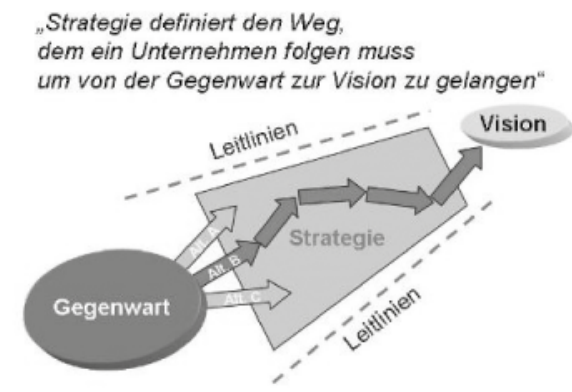 „Strategie definiert den Weg,
dem ein Unternehmen folgen muss
um von der Gegenwart zur Vision zu gelangen“
Vision
Leitlinien
Alt. A
Strategie
Alt. B
Gegenwart
Alt. C
Leitlinien